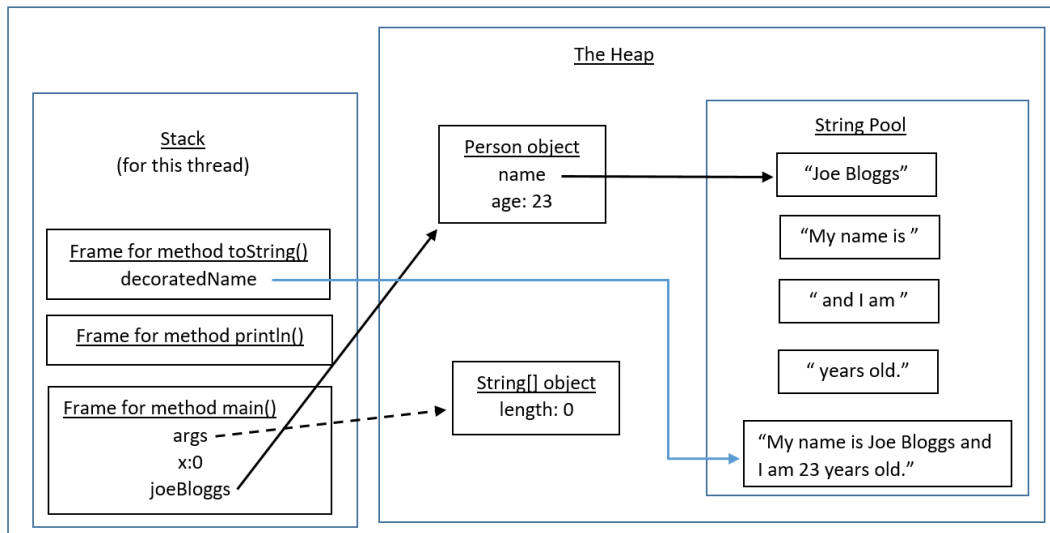 The Heap
Stack
(for this thread)
Frame for method toString()
decoratedName
Frame for method println()
Frame for method main()
args
x:0
joeBloggs
Person object
name
age: 23
String[] object
length: 0
String Pool
“Joe Bloggs”
“My name is ”
“ and I am ”
“ years old.”
“My name is Joe Bloggs and
I am 23 years old.”